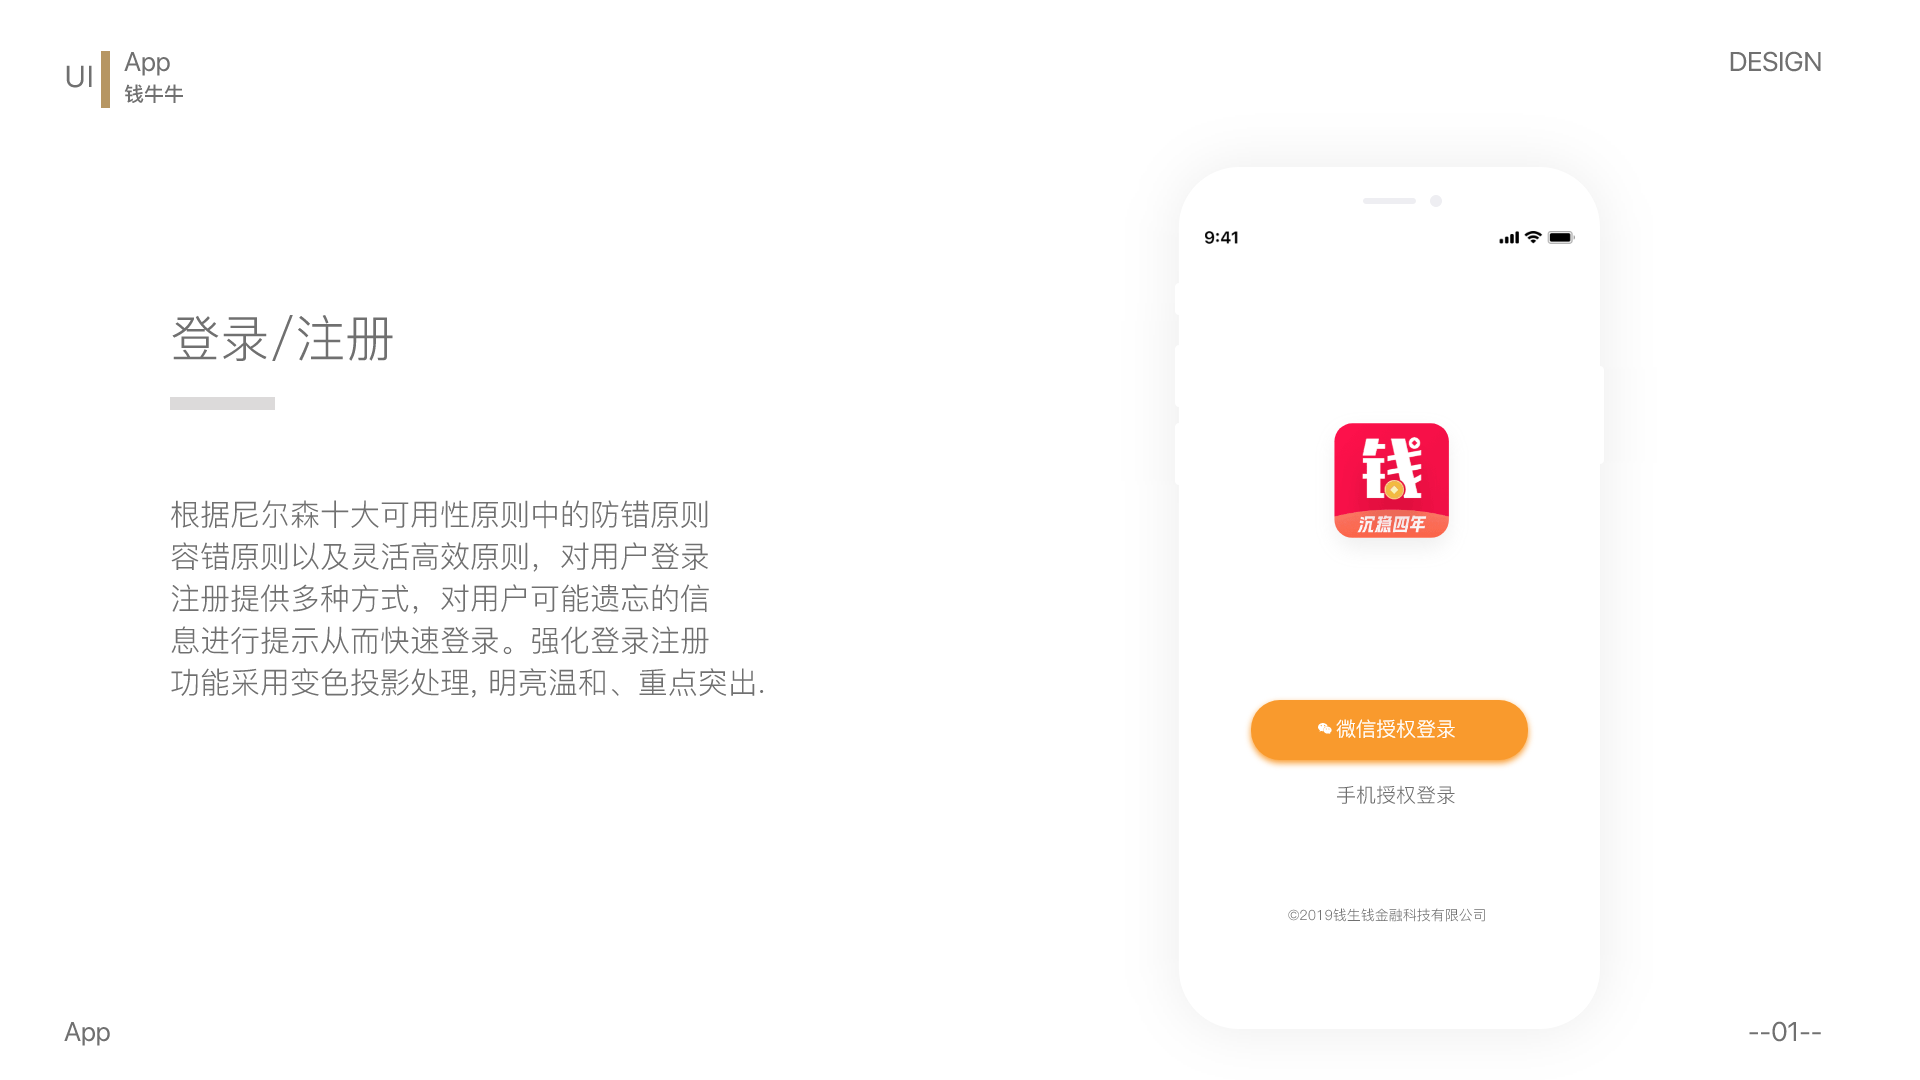 UI
App
钱牛牛
DESIGN
登录/注册
根据尼尔森十大可用性原则中的防错原则
容错原则以及灵活高效原则，对用户登录
注册提供多种方式，对用户可能遗忘的信
息进行提示从而快速登录。强化登录注册
功能采用变色投影处理, 明亮温和、重点突出.
9:41
钱
沉稳四年
微信授权登录
手机授权登录
©2019钱生钱金融科技有限公司
App
--01--